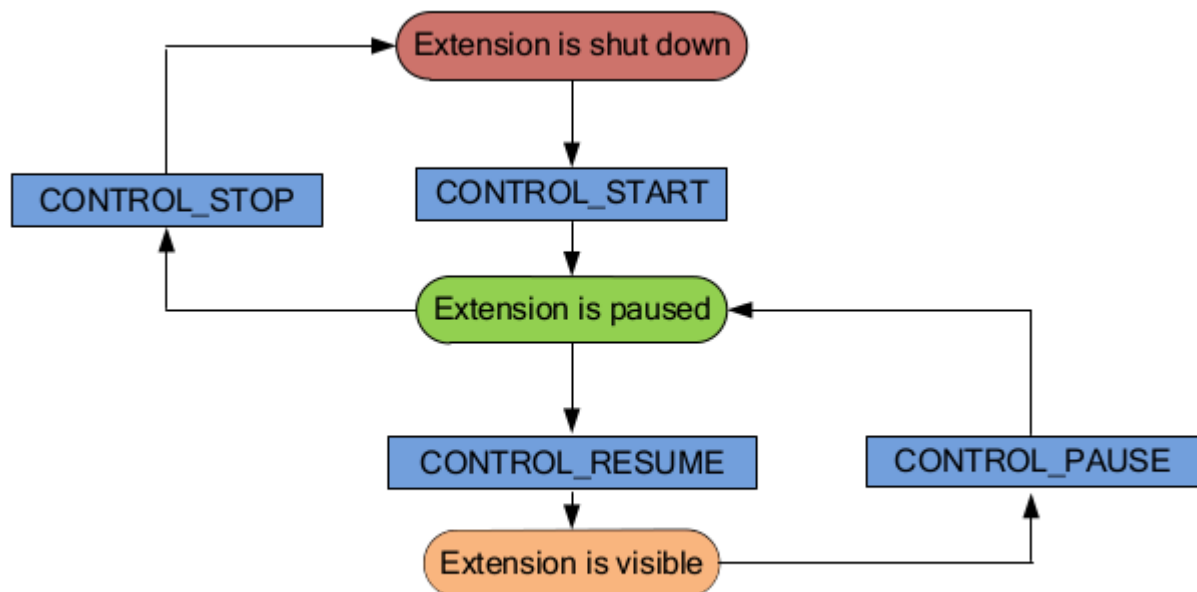 Extension is shut down
CONTROL_STOP
CONTROL_START
Extension is paused
CONTROL_RESUME
CONTROL_PAUSE
Extension is visible